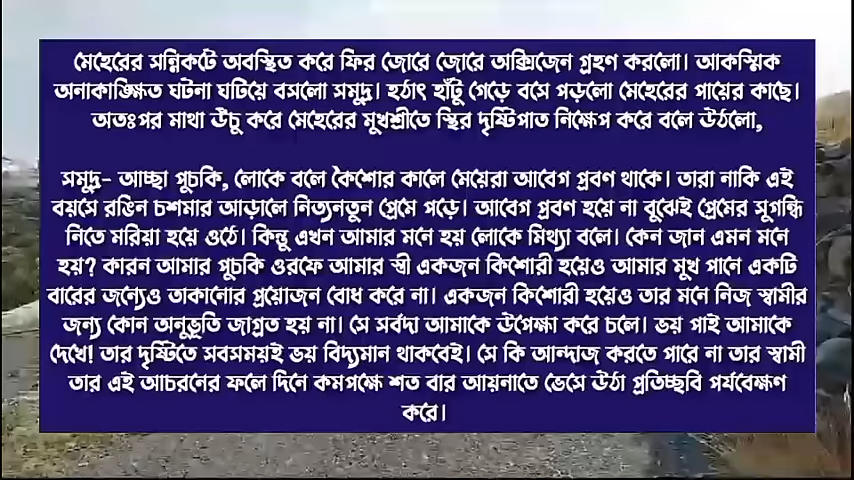 মেহেরের সন্নিকটে অবস্থিত করে ফির জোরে জোরে অক্সিজেন গ্রহণ করলো। আকস্মিক
অনাকাঙ্ক্ষিত ঘটনা ঘটিয়ে বসলো সমুদ্র। হঠাৎ হাঁটু গেড়ে বসে পড়লো মেহেরের পায়ের কাছে।
অতঃপর মাথা উঁচু করে মেহেরের মুখশ্রীতে স্থির দৃষ্টিপাত নিক্ষেপ করে বলে উঠলো,
সমুদ্র- আচ্ছা পুচকি, লোকে বলে কৈশোর কালে মেয়েরা আবেগ প্রবণ থাকে। তারা নাকি এই
বয়সে রঙিন চশমার আড়ালে নিত্যনতুন প্রেমে পড়ে। আবেগ প্রবণ হয়ে না বুঝেই প্রেমের সুগন্ধি
নিতে মরিয়া হয়ে ওঠে। কিন্তু এখন আমার মনে হয় লোকে মিথ্যা বলে। কেন জান এমন মনে
হয়? কারন আমার পুচকি ওরফে আমার স্ত্রী একজন কিশোরী হয়েও আমার মুখ পানে একটি
বারের জন্যেও তাকানোর প্রয়োজন বোধ করে না। একজন কিশোরী হয়েও তার মনে নিজ স্বামীর
জন্য কোন অনুভূতি জাগ্রত হয় না। সে সর্বদা আমাকে উপেক্ষা করে চলে। ভয় পাই আমাকে
দেখে! তার দৃষ্টিতে সবসময়ই ভয় বিদ্যমান থাকবেই। সে কি আন্দাজ করতে পারে না তার স্বামী
তার এই আচরনের ফলে দিনে কমপক্ষে শত বার আয়নাতে ভেসে উঠা প্রতিচ্ছবি পর্যবেক্ষণ
করে।